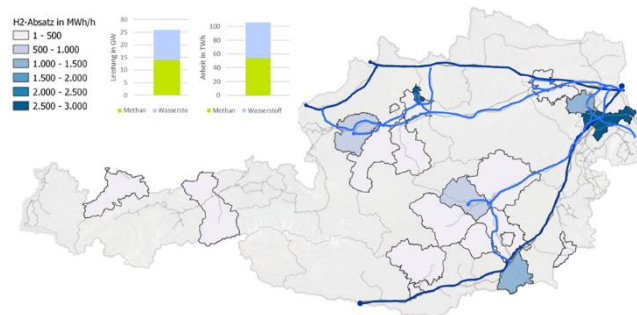 H2-Absatz in MWh/h
1 - 500
500 - 1.000
1.000 - 1.500
1.500 - 2.000
2.000 - 2.500
2.500 - 3.000
Leistung in GW
30
25
20
15
10
5
0
Methan
Wassersto
Arbeit in TWh
100
80
60
40
20
0
Methan
Wasserstoff